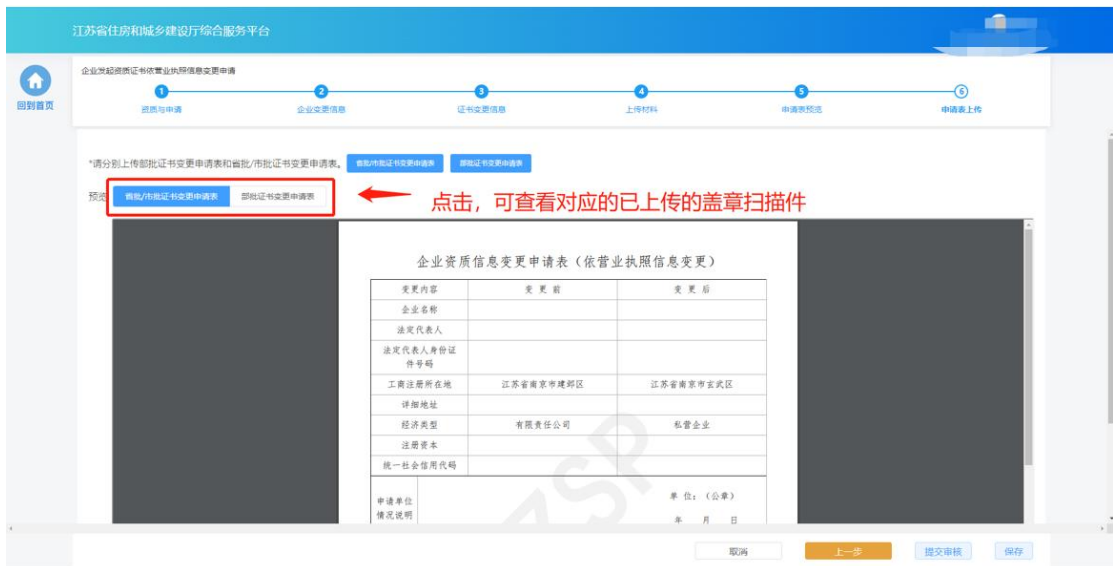 江苏省住房和城乡建设厅综合服务平台
回到首页
企业发起资质证书依营业执照信息变更申请
1 2 3 4 5 6
资质与申请 企业变更信息 证书变更信息 上传材料 申请表预览 申请表上传
*请分别上传部批证书变更申请表和省批/市批证书变更申请表。 省批/市批证书变更申请表 部批证书变更申请表
预览 省批/市批证书变更申请表 部批证书变更申请表
点击，可查看对应的已上传的盖章扫描件
企业资质信息变更申请表（依营业执照信息变更）
变更内容 变 更 前 变 更 后
企业名称
法定代表人
法定代表人身份证
件号码
工商注册所在地 江苏省南京市建邺区 江苏省南京市玄武区
详细地址
经济类型 有限责任公司 私营企业
注册资本
统一社会信用代码
申请单位
情况说明
单 位：（公章）
年 月 日
ZSP
取消 上一步 提交审核 保存